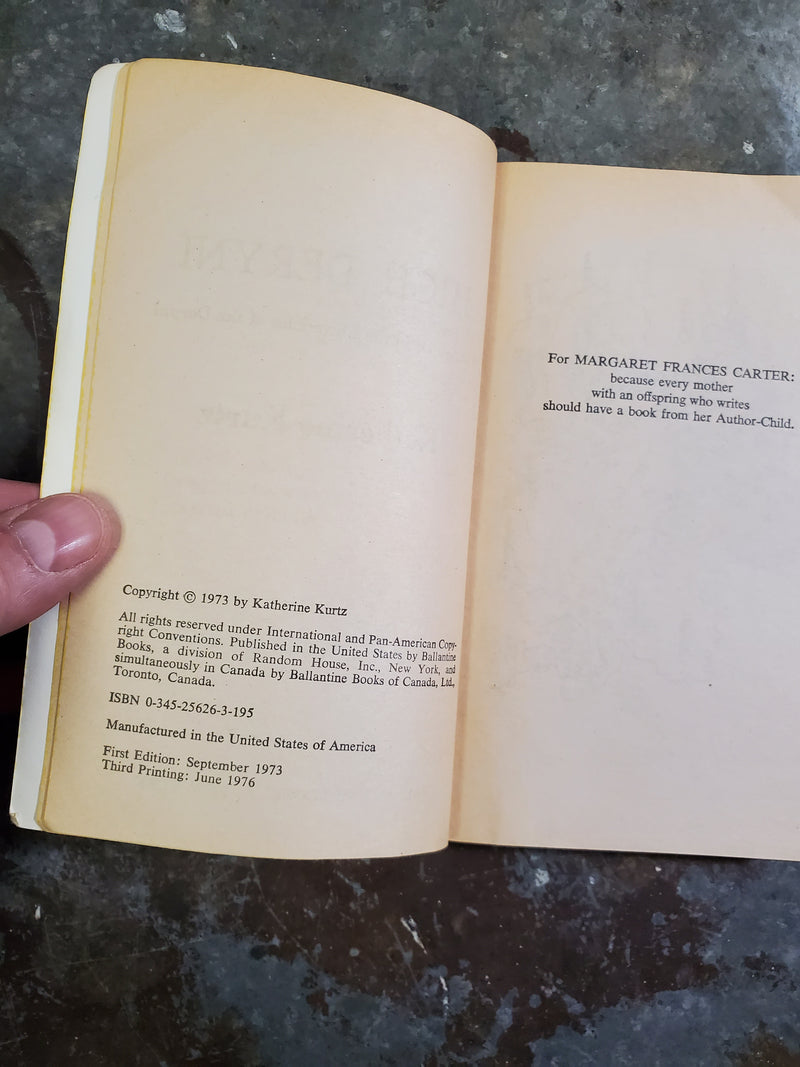 Copyright © 1973 by Katherine Kurtz
All rights reserved under International and Pan-American Copy-
right Conventions. Published in the United States by Ballantine
Books, a division of Random House, Inc., New York, and
simultaneously in Canada by Ballantine Books of Canada, Ltd.,
Toronto, Canada.
ISBN 0-345-25626-3-195
Manufactured in the United States of America
First Edition: September 1973
Third Printing: June 1976
For MARGARET FRANCES CARTER:
because every mother
with an offspring who writes
should have a book from her Author-Child.